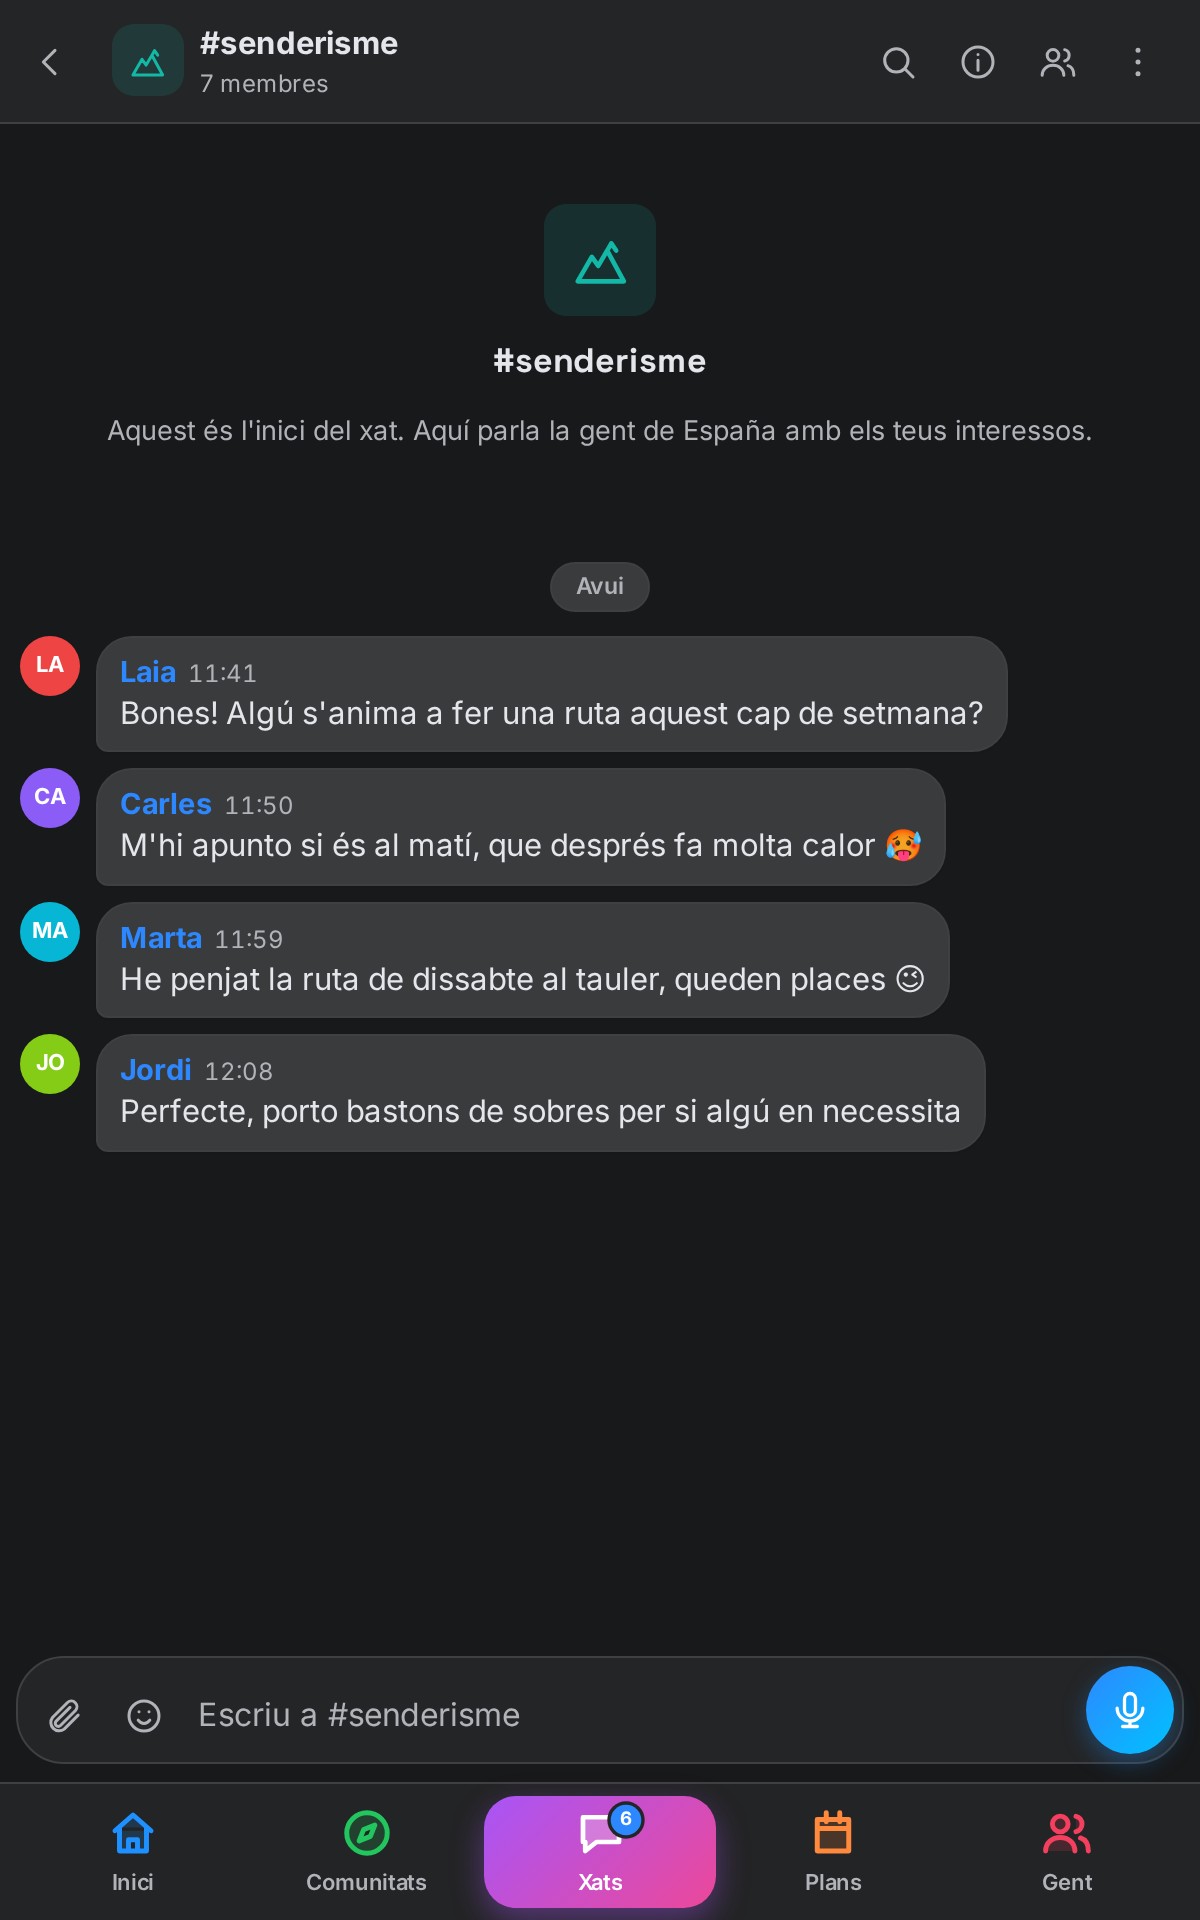 #senderisme
7 membres
#senderisme
Aquest és l'inici del xat. Aquí parla la gent de España amb els teus interessos.
Avui
LA
Laia 11:41
Bones! Algú s'anima a fer una ruta aquest cap de setmana?
CA
Carles 11:50
M'hi apunto si és al matí, que després fa molta calor 🥵
MA
Marta 11:59
He penjat la ruta de dissabte al tauler, queden places 😉
JO
Jordi 12:08
Perfecte, porto bastons de sobres per si algú en necessita
Escriu a #senderisme
6
Inici
Comunitats
Xats
Plans
Gent